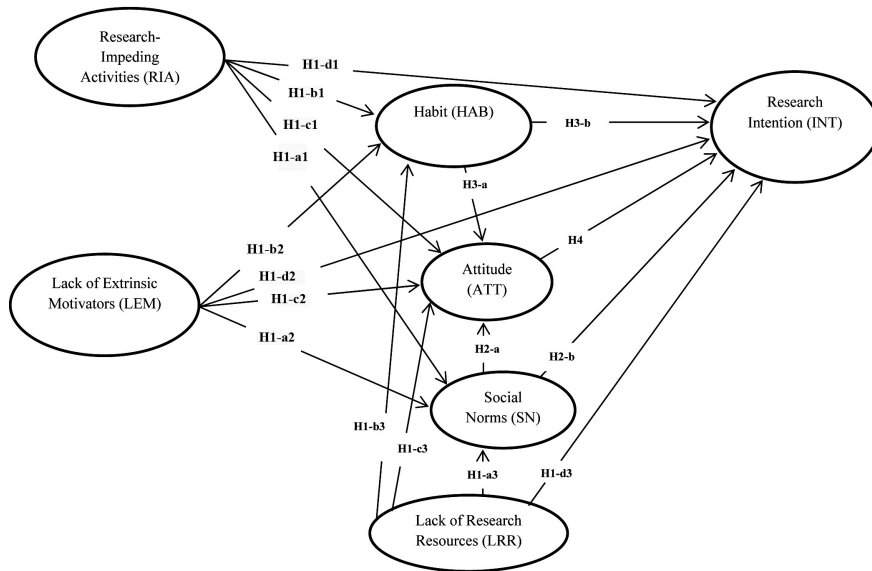 Research-
Impeding
Activities (RIA)
H1-d1
H1-b1
H1-c1
H1-a1
Habit (HAB)
H3-b
Research
Intention (INT)
H3-a
H1-b2
H1-d2
H1-c2
H1-a2
Lack of Extrinsic
Motivators (LEM)
Attitude
(ATT)
H4
H2-a
H2-b
Social
Norms (SN)
H1-b3
H1-c3
H1-a3
H1-d3
Lack of Research
Resources (LRR)